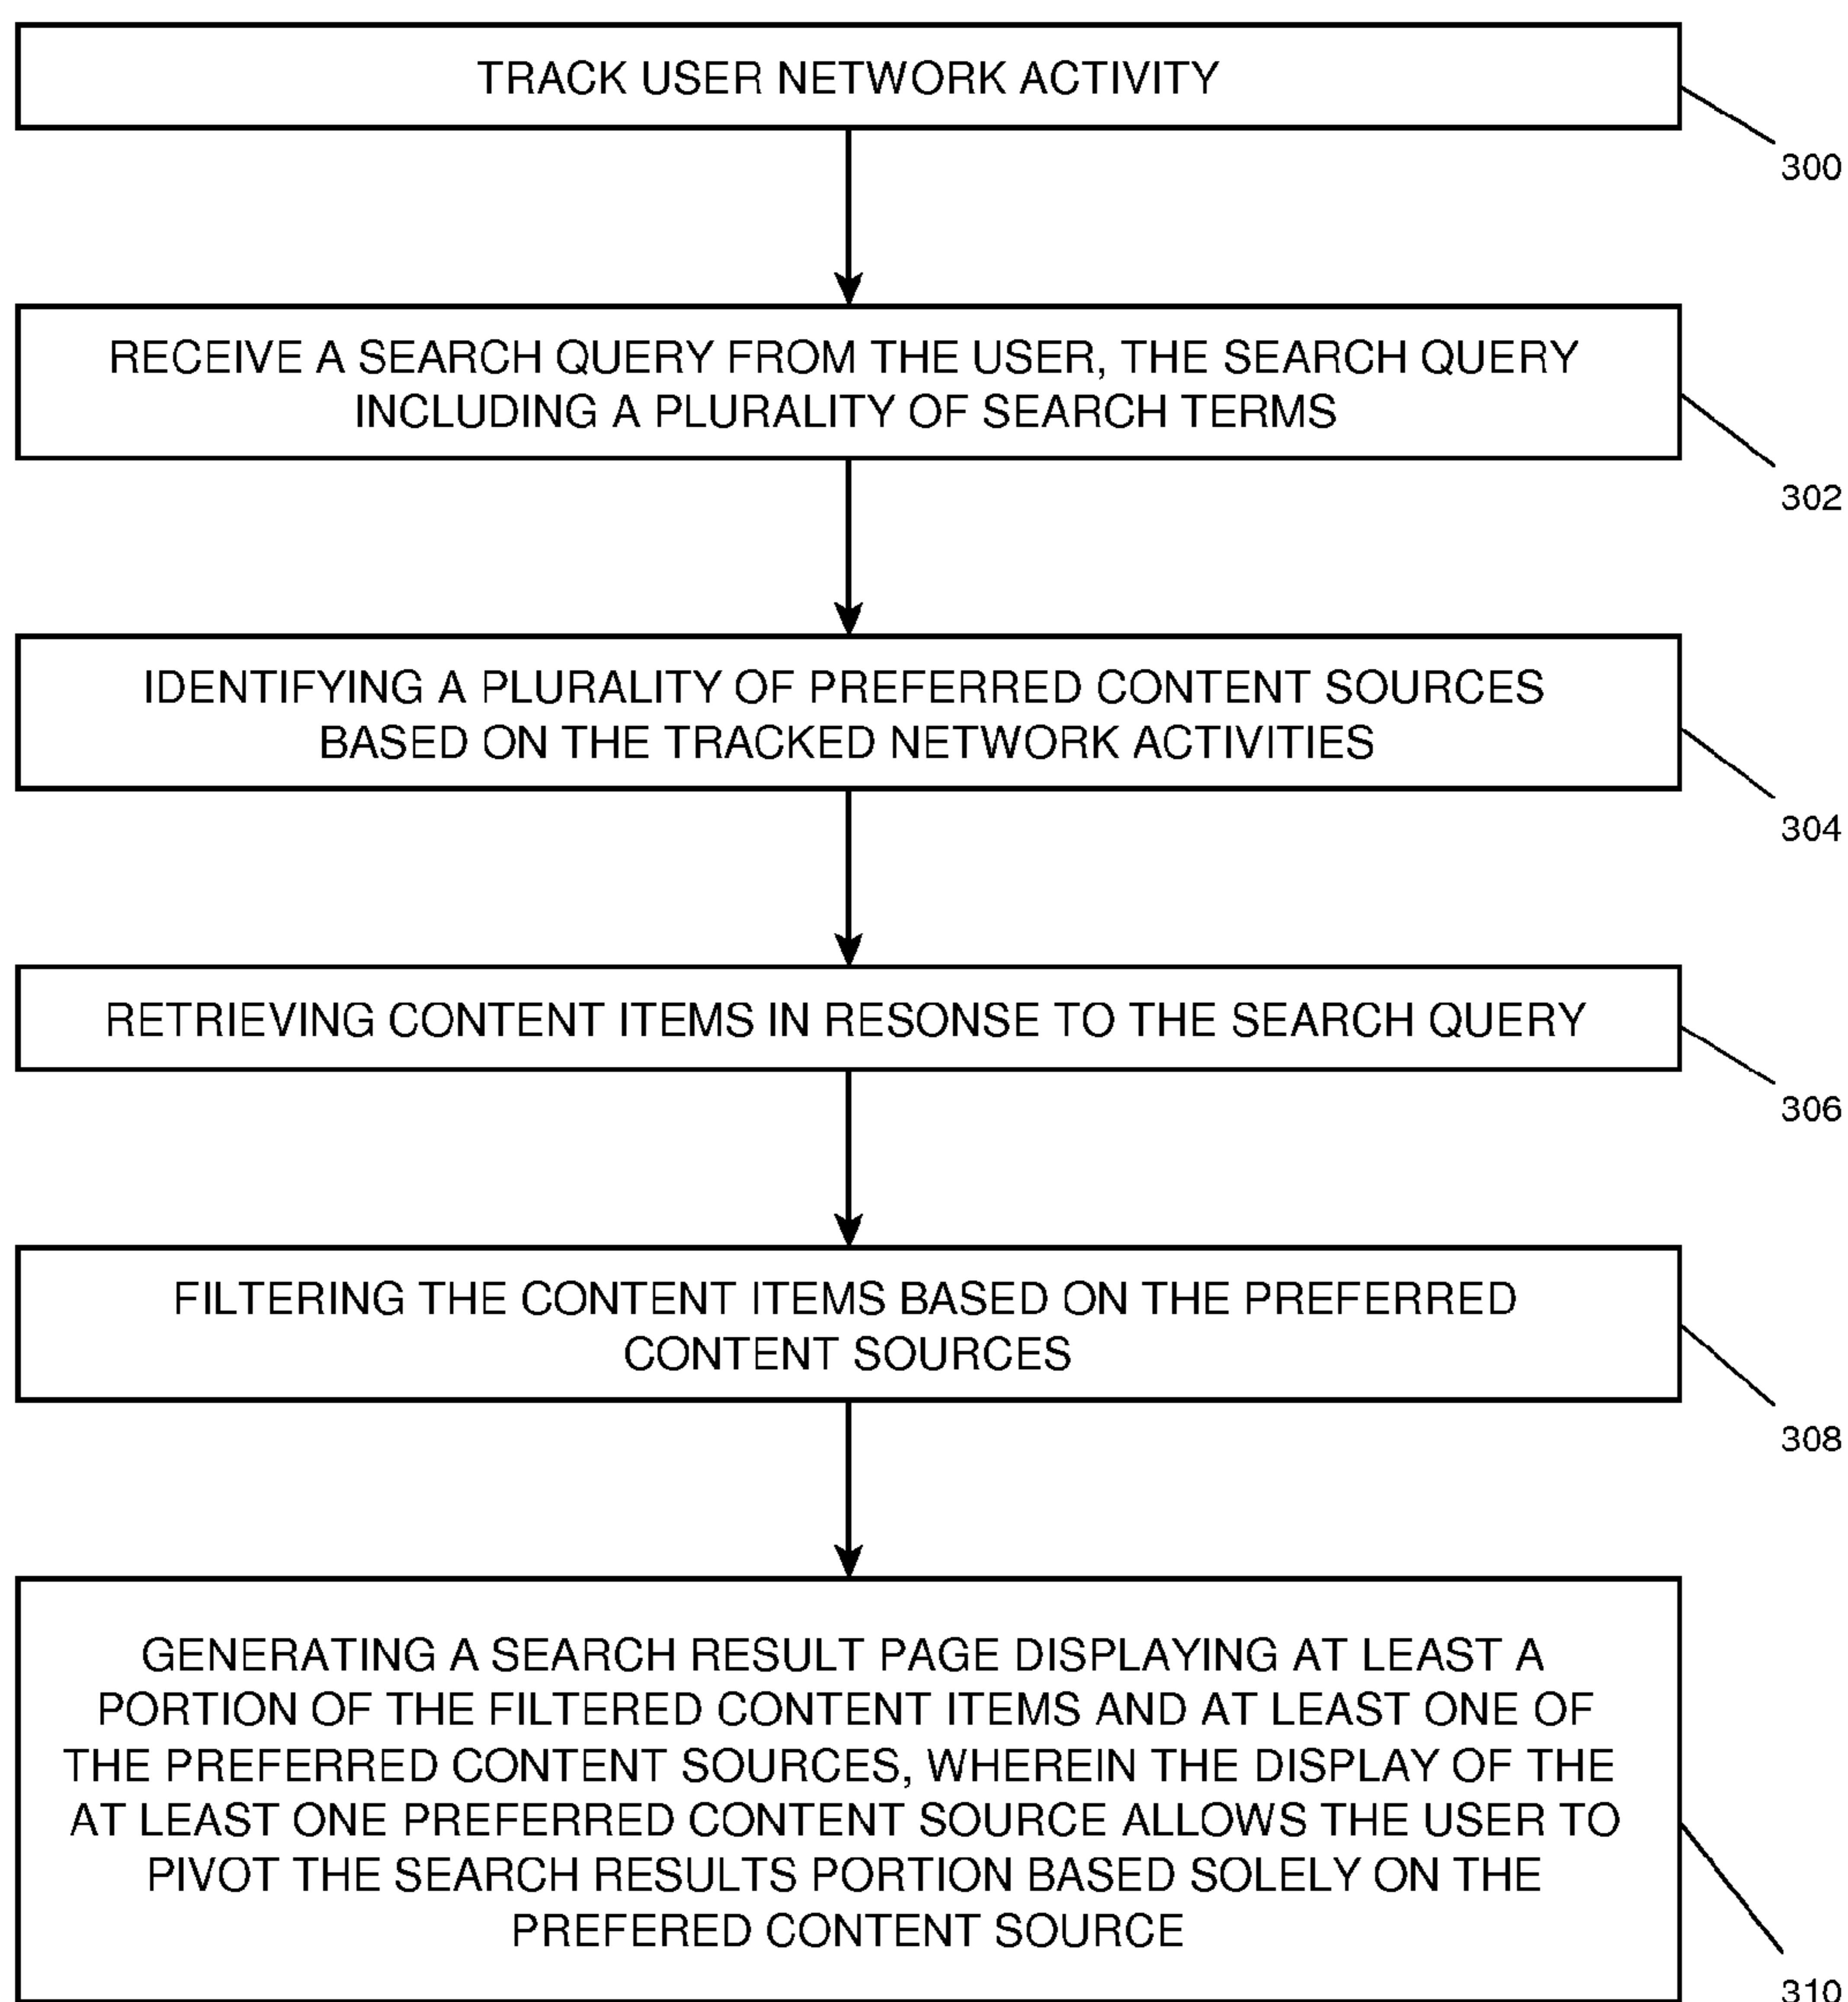 TRACK USER NETWORK ACTIVITY
300
RECEIVE A SEARCH QUERY FROM THE USER, THE SEARCH QUERY
INCLUDING A PLURALITY OF SEARCH TERMS
302
IDENTIFYING A PLURALITY OF PREFERRED CONTENT SOURCES
BASED ON THE TRACKED NETWORK ACTIVITIES
304
RETRIEVING CONTENT ITEMS IN RESONSE TO THE SEARCH QUERY
306
FILTERING THE CONTENT ITEMS BASED ON THE PREFERRED
CONTENT SOURCES
308
GENERATING A SEARCH RESULT PAGE DISPLAYING AT LEAST A
PORTION OF THE FILTERED CONTENT ITEMS AND AT LEAST ONE OF
THE PREFERRED CONTENT SOURCES, WHEREIN THE DISPLAY OF THE
AT LEAST ONE PREFERRED CONTENT SOURCE ALLOWS THE USER TO
PIVOT THE SEARCH RESULTS PORTION BASED SOLELY ON THE
PREFERED CONTENT SOURCE
310